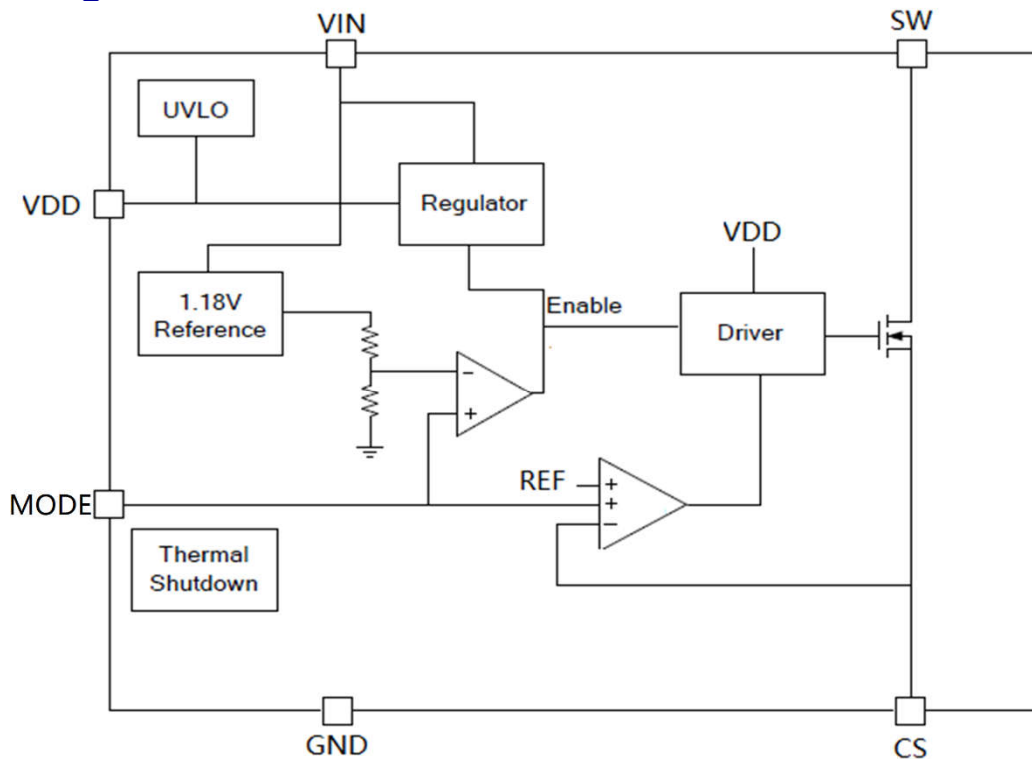 VIN
SW
UVLO
VDD
Regulator
VDD
1.18V
Reference
Enable
Driver
−
+
REF
+
+
−
MODE
Thermal
Shutdown
GND
CS